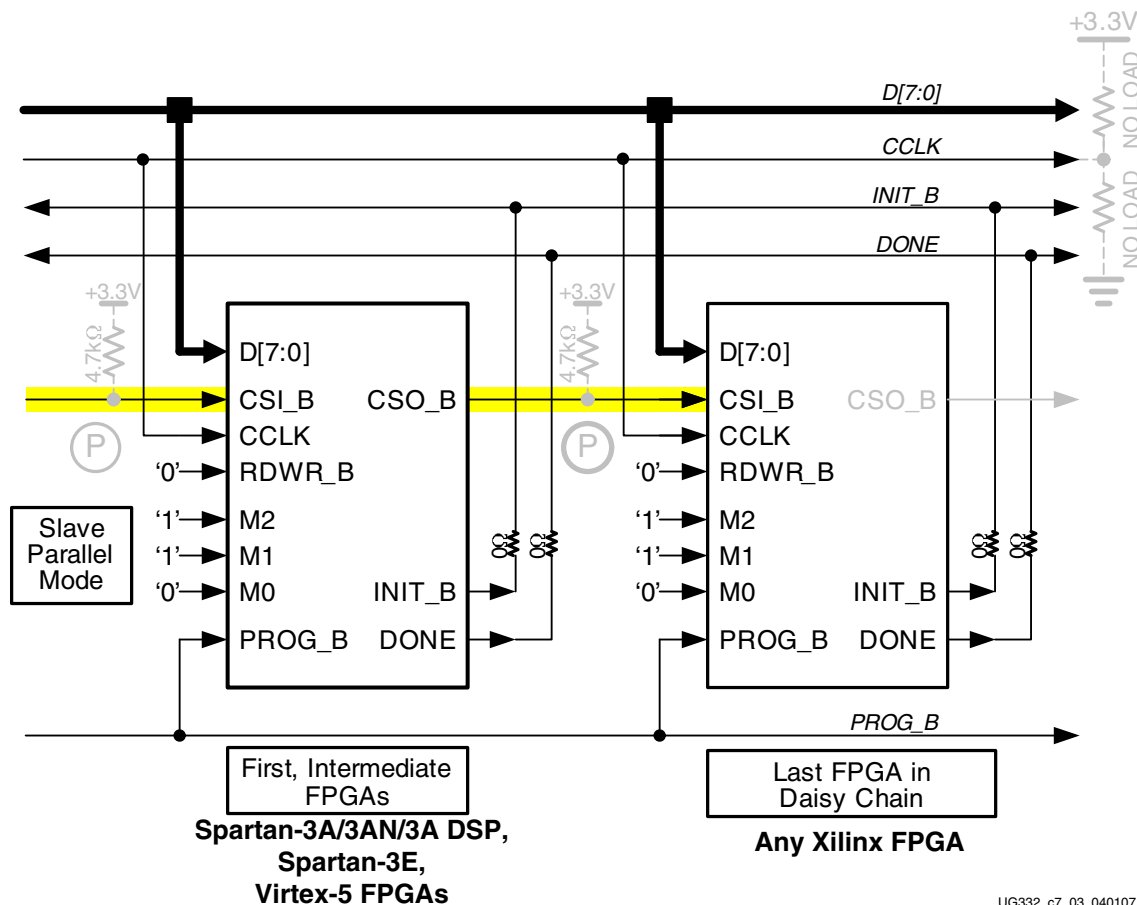 +3.3V
NO LOAD
D[7:0]
CCLK
NO LOAD
INIT_B
DONE
+3.3V
4.7kΩ
+3.3V
4.7kΩ
D[7:0]
CSI_B CSO_B
CCLK
P
‘0’ RDWR_B
‘1’ M2
‘1’ M1
‘0’ M0 INIT_B
PROG_B DONE
0Ω
0Ω
D[7:0]
CSI_B CSO_B
CCLK
P
‘0’ RDWR_B
‘1’ M2
‘1’ M1
‘0’ M0 INIT_B
PROG_B DONE
0Ω
0Ω
Slave
Parallel
Mode
PROG_B
First, Intermediate
FPGAs
Spartan-3A/3AN/3A DSP,
Spartan-3E,
Virtex-5 FPGAs
Last FPGA in
Daisy Chain
Any Xilinx FPGA
UG332_c7_03_040107